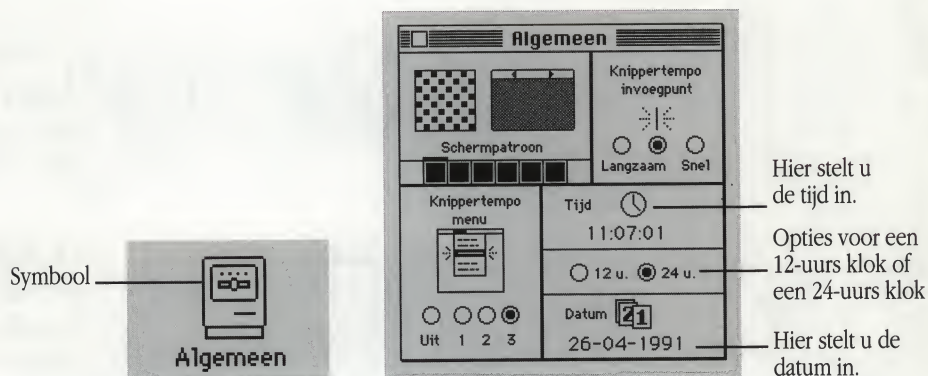 Symbool
Algemeen
Algemeen
Schermpatroon
Knippertempo
invoegpunt
Langzaam Snel
Knippertempo
menu
Uit 1 2 3
Tijd
11:07:01
12 u. 24 u.
Datum 21
26-04-1991
Hier stelt u
de tijd in.
Opties voor een
12-uurs klok of
een 24-uurs klok
Hier stelt u de
datum in.